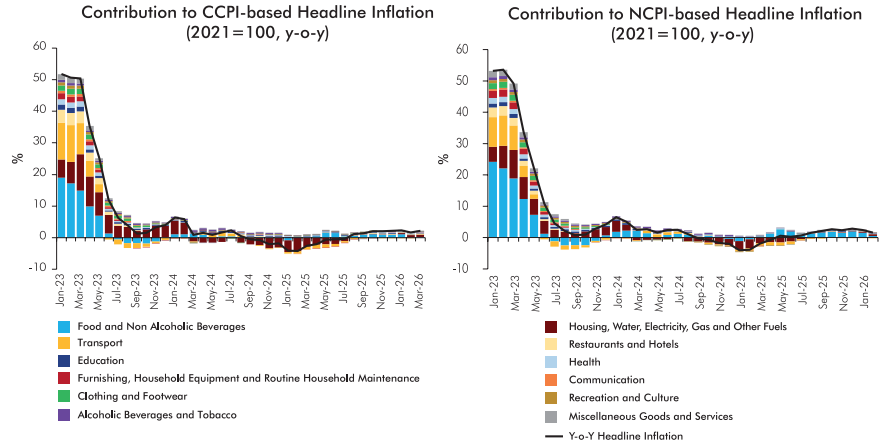 Contribution to CCPI-based Headline Inflation
(2021=100, y-o-y)
60
50
40
30
20
10
0
-10
%
Jan-23
Mar-23
May-23
Jul-23
Sep-23
Nov-23
Jan-24
Mar-24
May-24
Jul-24
Sep-24
Nov-24
Jan-25
Mar-25
May-25
Jul-25
Sep-25
Nov-25
Jan-26
Mar-26
Contribution to NCPI-based Headline Inflation
(2021=100, y-o-y)
60
50
40
30
20
10
0
-10
%
Jan-23
Mar-23
May-23
Jul-23
Sep-23
Nov-23
Jan-24
Mar-24
May-24
Jul-24
Sep-24
Nov-24
Jan-25
Mar-25
May-25
Jul-25
Sep-25
Nov-25
Jan-26
Food and Non Alcoholic Beverages
Transport
Education
Furnishing, Household Equipment and Routine Household Maintenance
Clothing and Footwear
Alcoholic Beverages and Tobacco
Housing, Water, Electricity, Gas and Other Fuels
Restaurants and Hotels
Health
Communication
Recreation and Culture
Miscellaneous Goods and Services
Y-o-Y Headline Inflation